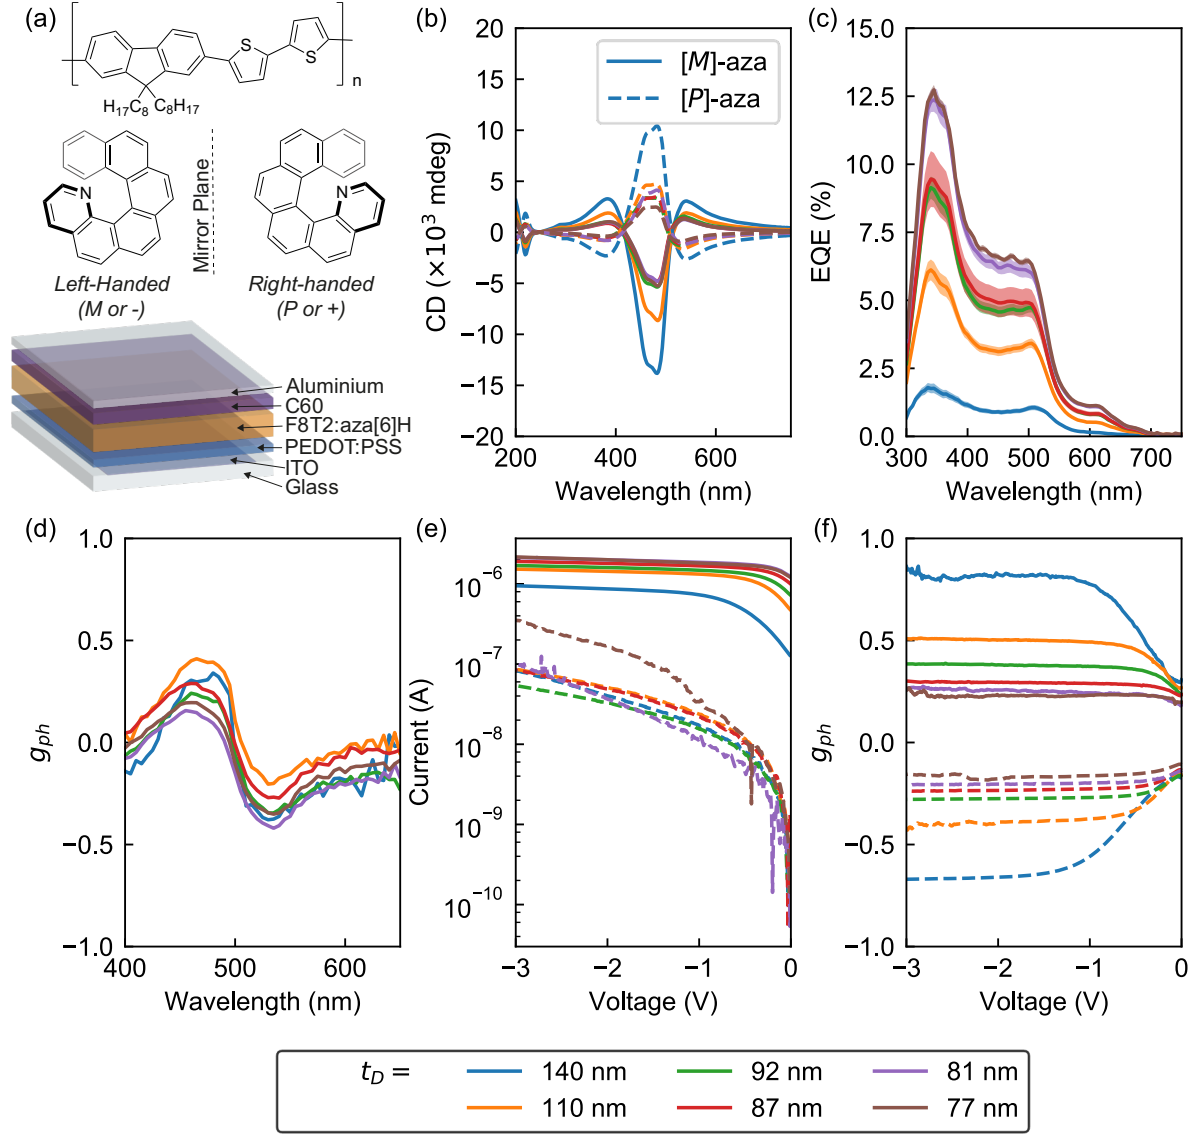 (a)
S
S
n
H17C8 C8H17
N
Mirror Plane
N
Left-Handed
(M or -)
Right-handed
(P or +)
Aluminium
C60
F8T2:aza[6]H
PEDOT:PSS
ITO
Glass
(b)
CD (×10³ mdeg)
20
15
10
5
0
−5
−10
−15
−20
[M]-aza
[P]-aza
200
400
600
Wavelength (nm)
(c)
EQE (%)
15.0
12.5
10.0
7.5
5.0
2.5
0.0
300
400
500
600
700
Wavelength (nm)
(d)
gph
1.0
0.5
0.0
−0.5
−1.0
400
500
600
Wavelength (nm)
(e)
Current (A)
10⁻⁶
10⁻⁷
10⁻⁸
10⁻⁹
10⁻¹⁰
−3
−2
−1
0
Voltage (V)
(f)
gph
1.0
0.5
0.0
−0.5
−1.0
−3
−2
−1
0
Voltage (V)
tD =
140 nm
92 nm
81 nm
110 nm
87 nm
77 nm